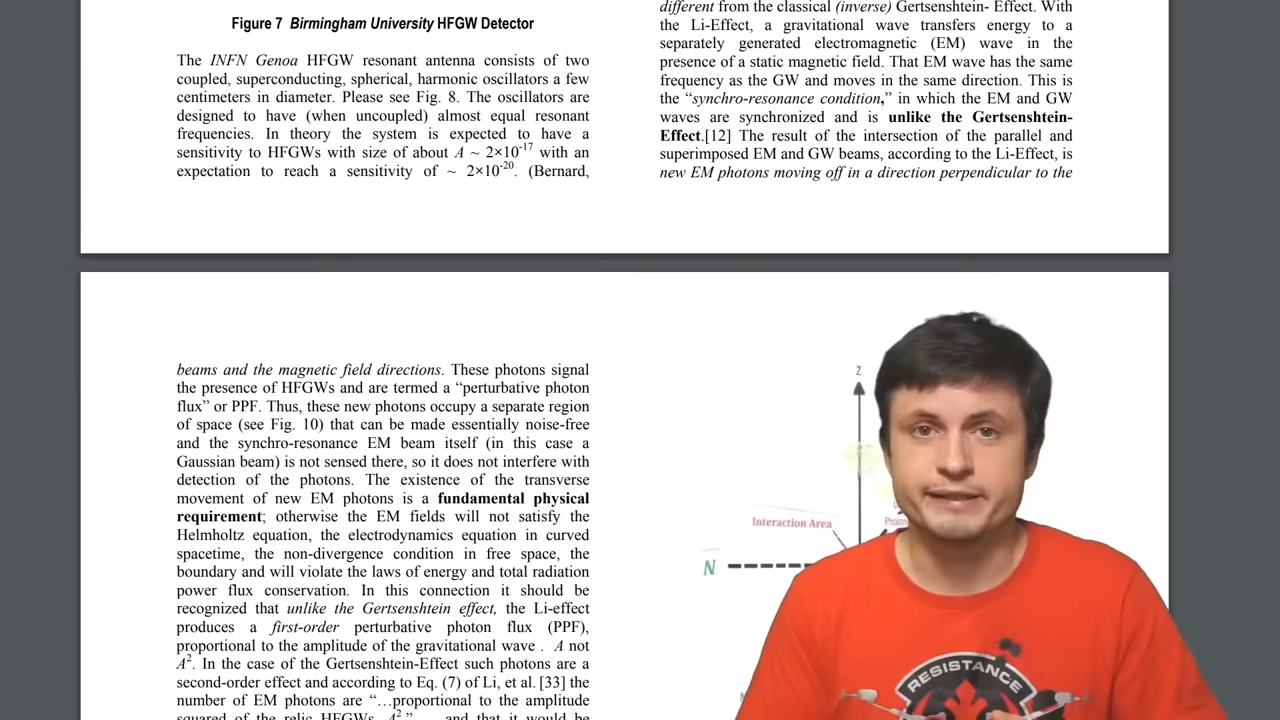 Figure 7 Birmingham University HFGW Detector
The INFN Genoa HFGW resonant antenna consists of two
coupled, superconducting, spherical, harmonic oscillators a few
centimeters in diameter. Please see Fig. 8. The oscillators are
designed to have (when uncoupled) almost equal resonant
frequencies. In theory the system is expected to have a
sensitivity to HFGWs with size of about A ~ 2×10⁻¹⁷ with an
expectation to reach a sensitivity of ~ 2×10⁻²⁰. (Bernard,
different from the classical (inverse) Gertsenshtein- Effect. With
the Li-Effect, a gravitational wave transfers energy to a
separately generated electromagnetic (EM) wave in the
presence of a static magnetic field. That EM wave has the same
frequency as the GW and moves in the same direction. This is
the “synchro-resonance condition,” in which the EM and GW
waves are synchronized and is unlike the Gertsenshtein-
Effect.[12] The result of the intersection of the parallel and
superimposed EM and GW beams, according to the Li-Effect, is
new EM photons moving off in a direction perpendicular to the
beams and the magnetic field directions. These photons signal
the presence of HFGWs and are termed a “perturbative photon
flux” or PPF. Thus, these new photons occupy a separate region
of space (see Fig. 10) that can be made essentially noise-free
and the synchro-resonance EM beam itself (in this case a
Gaussian beam) is not sensed there, so it does not interfere with
detection of the photons. The existence of the transverse
movement of new EM photons is a fundamental physical
requirement; otherwise the EM fields will not satisfy the
Helmholtz equation, the electrodynamics equation in curved
spacetime, the non-divergence condition in free space, the
boundary and will violate the laws of energy and total radiation
power flux conservation. In this connection it should be
recognized that unlike the Gertsenshtein effect, the Li-effect
produces a first-order perturbative photon flux (PPF),
proportional to the amplitude of the gravitational wave . A not
A². In the case of the Gertsenshtein-Effect such photons are a
second-order effect and according to Eq. (7) of Li, et al. [33] the
number of EM photons are “…proportional to the amplitude
squared of the relic HFGWs, A²,” and that it would be
Z
Interaction Area
N
RESISTANCE